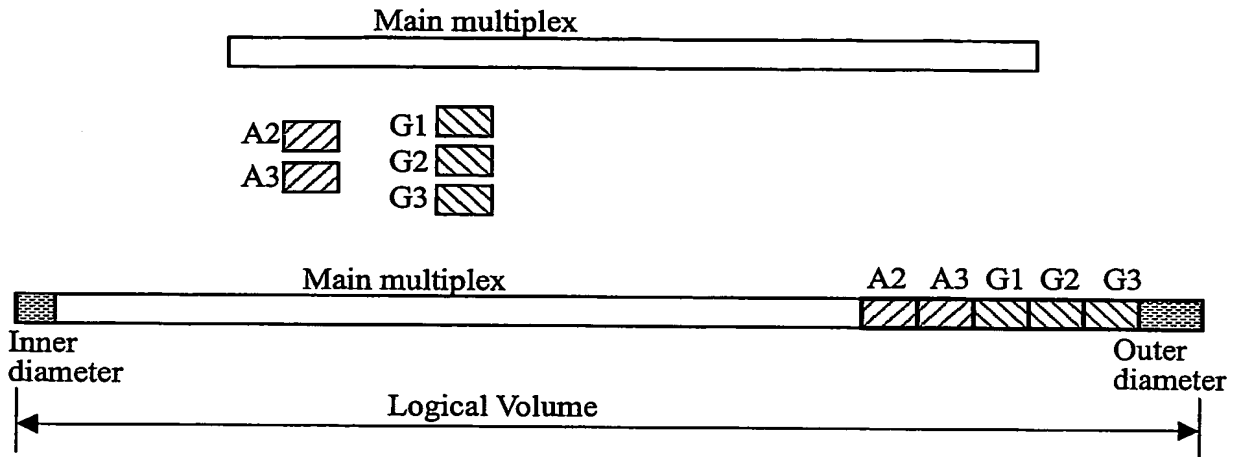 Main multiplex
A2
A3
G1
G2
G3
Main multiplex
A2 A3 G1 G2 G3
Inner
diameter
Outer
diameter
Logical Volume